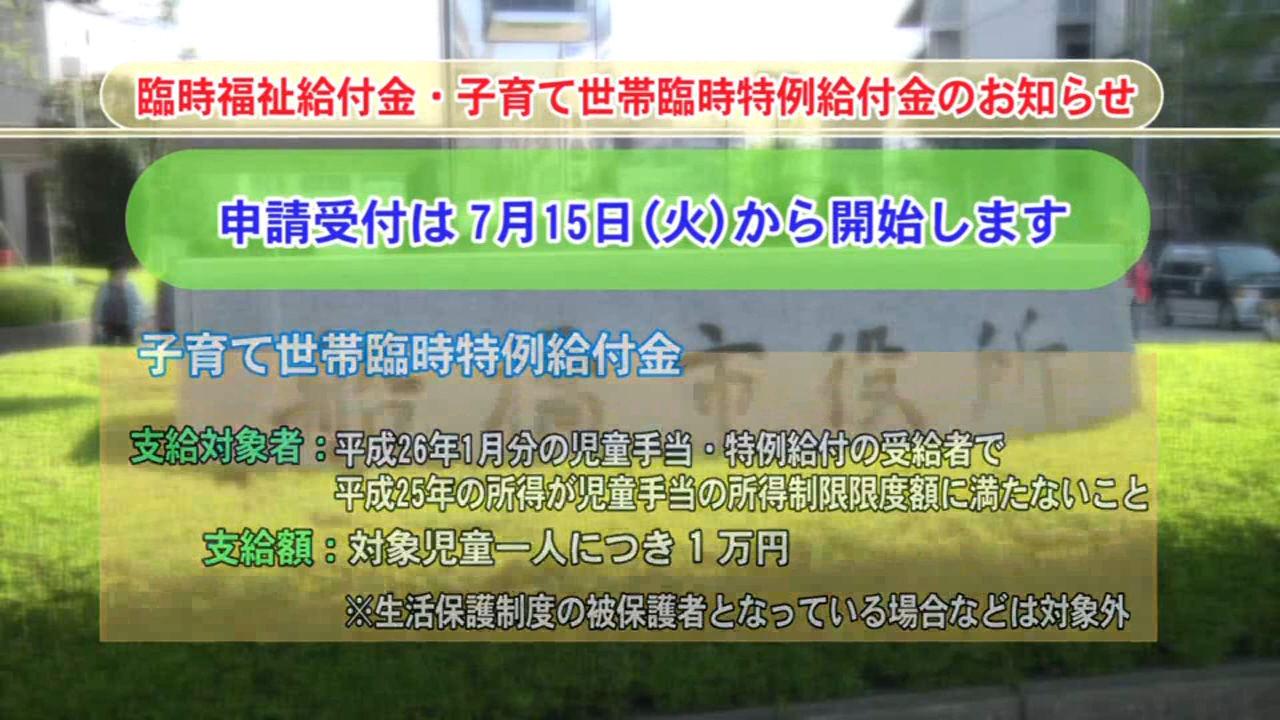 臨時福祉給付金・子育て世帯臨時特例給付金のお知らせ
申請受付は 7月15日(火)から開始します
子育て世帯臨時特例給付金
船橋市役所
支給対象者：平成26年1月分の児童手当・特例給付の受給者で
平成25年の所得が児童手当の所得制限限度額に満たないこと
支給額：対象児童一人につき１万円
※生活保護制度の被保護者となっている場合などは対象外